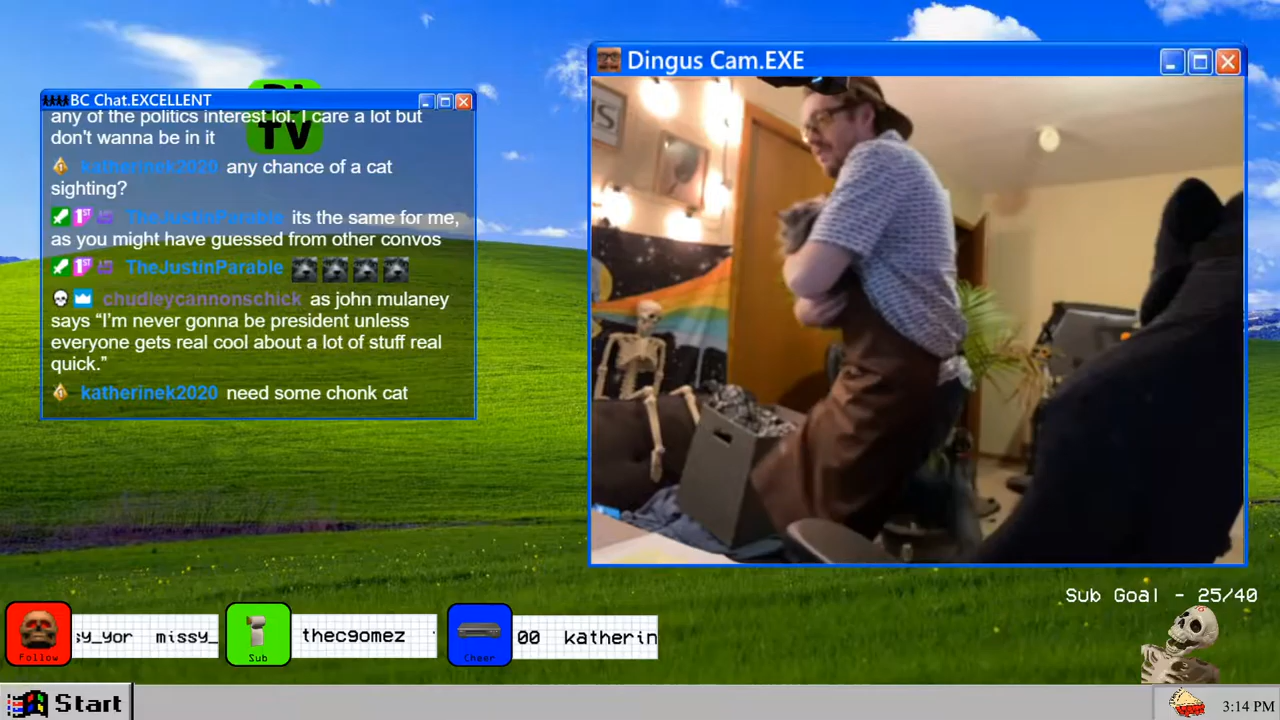 Dingus Cam.EXE
BC Chat.EXCELLENT
any of the politics interest lol. I care a lot but
don't wanna be in it
katherinek2020 any chance of a cat
sighting?
TheJustinParable its the same for me,
as you might have guessed from other convos
TheJustinParable
chudleycannonschick as john mulaney
says “I'm never gonna be president unless
everyone gets real cool about a lot of stuff real
quick.”
katherinek2020 need some chonk cat
TV
Sub Goal - 25/40
sy_yor missy_
thec9omez
00 katherin
Follow
Sub
Cheer
Start
3:14 PM